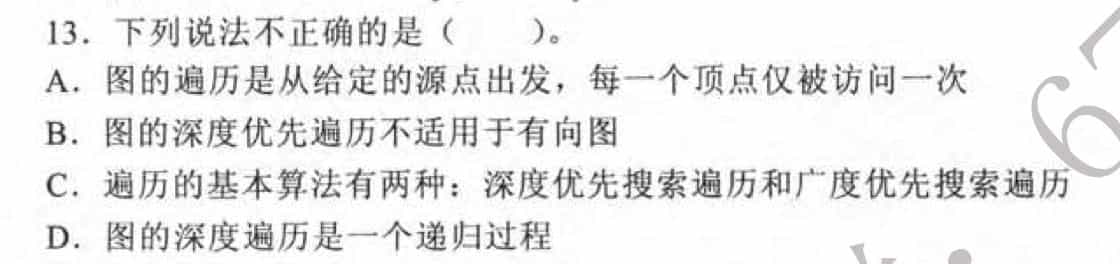 13．下列说法不正确的是（　　）。
A．图的遍历是从给定的源点出发，每一个顶点仅被访问一次
B．图的深度优先遍历不适用于有向图
C．遍历的基本算法有两种：深度优先搜索遍历和广度优先搜索遍历
D．图的深度遍历是一个递归过程